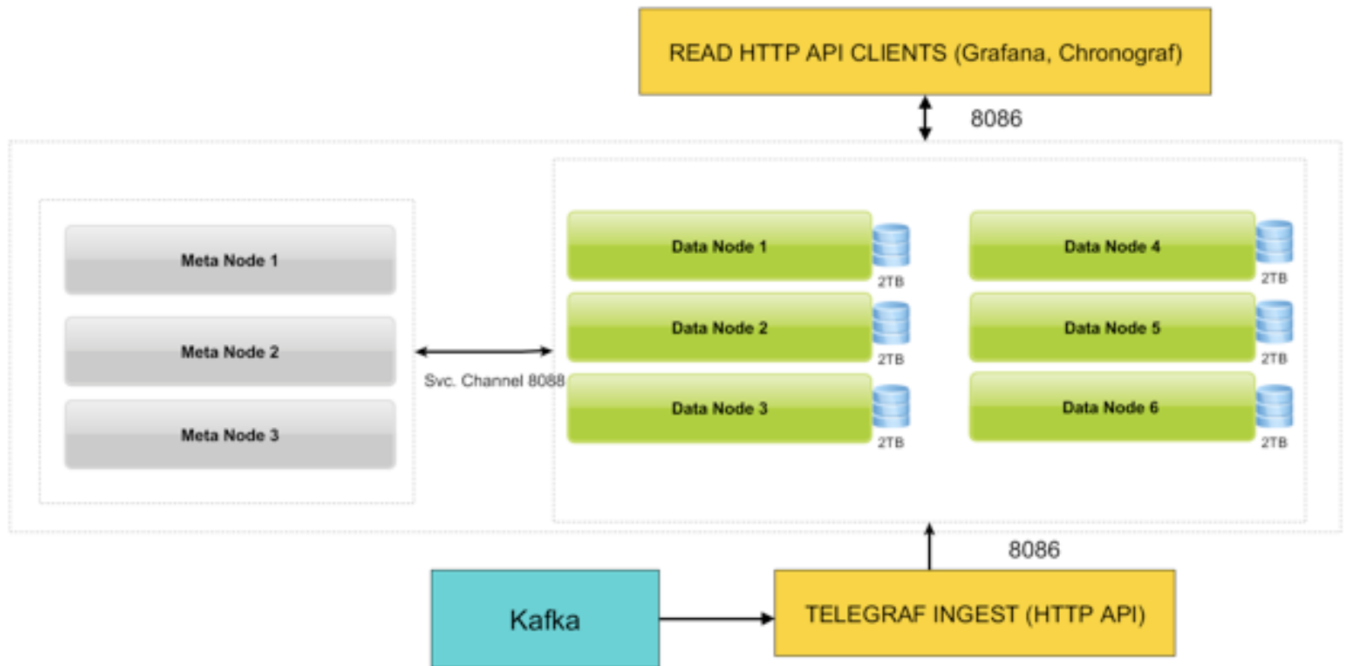 READ HTTP API CLIENTS (Grafana, Chronograf)
8086
Meta Node 1
Meta Node 2
Meta Node 3
Svc. Channel 8088
Data Node 1
2TB
Data Node 2
2TB
Data Node 3
2TB
Data Node 4
2TB
Data Node 5
2TB
Data Node 6
2TB
8086
Kafka
TELEGRAF INGEST (HTTP API)